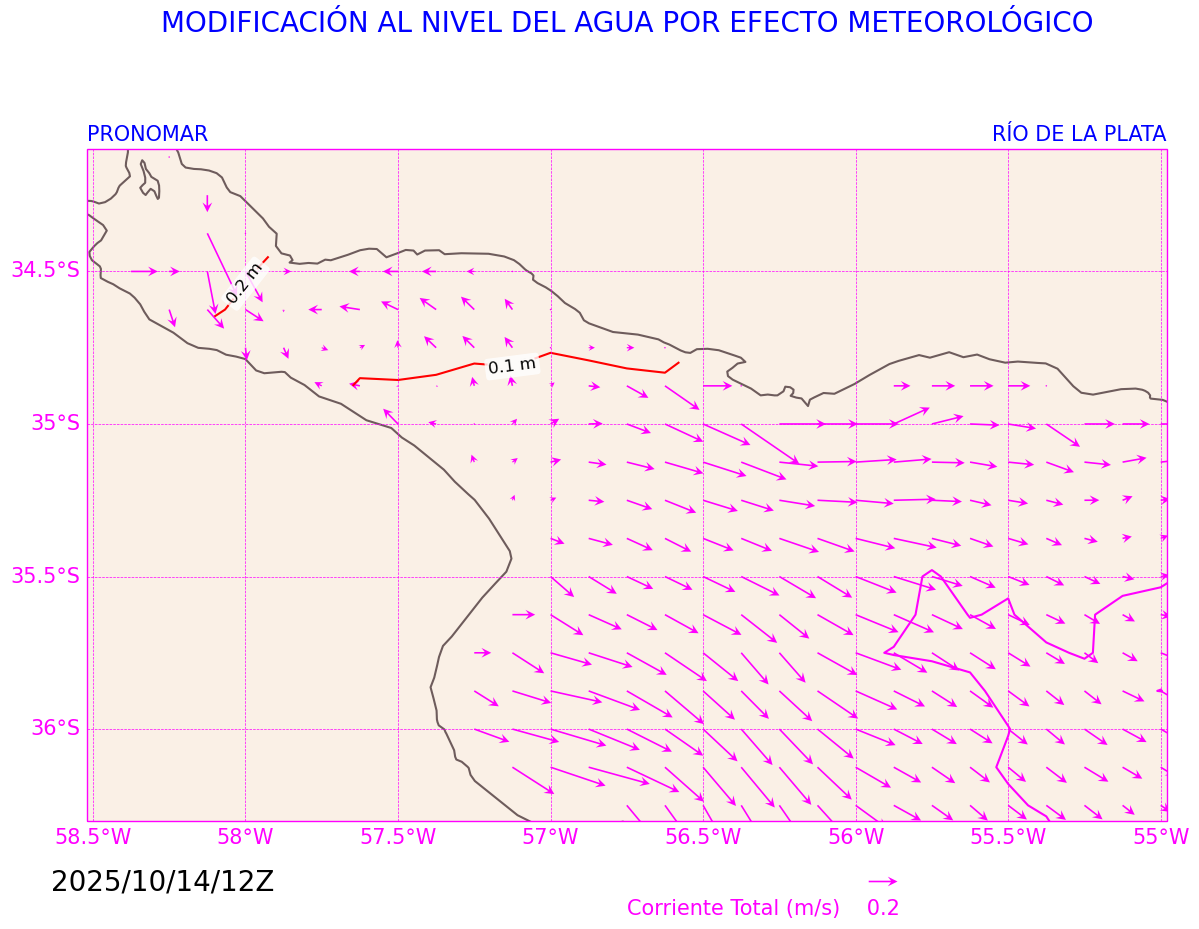 MODIFICACIÓN AL NIVEL DEL AGUA POR EFECTO METEOROLÓGICO
PRONOMAR
RÍO DE LA PLATA
34.5°S
0.2 m
0.1 m
35°S
35.5°S
36°S
58.5°W
58°W
57.5°W
57°W
56.5°W
56°W
55.5°W
55°W
2025/10/14/12Z
Corriente Total (m/s)
0.2